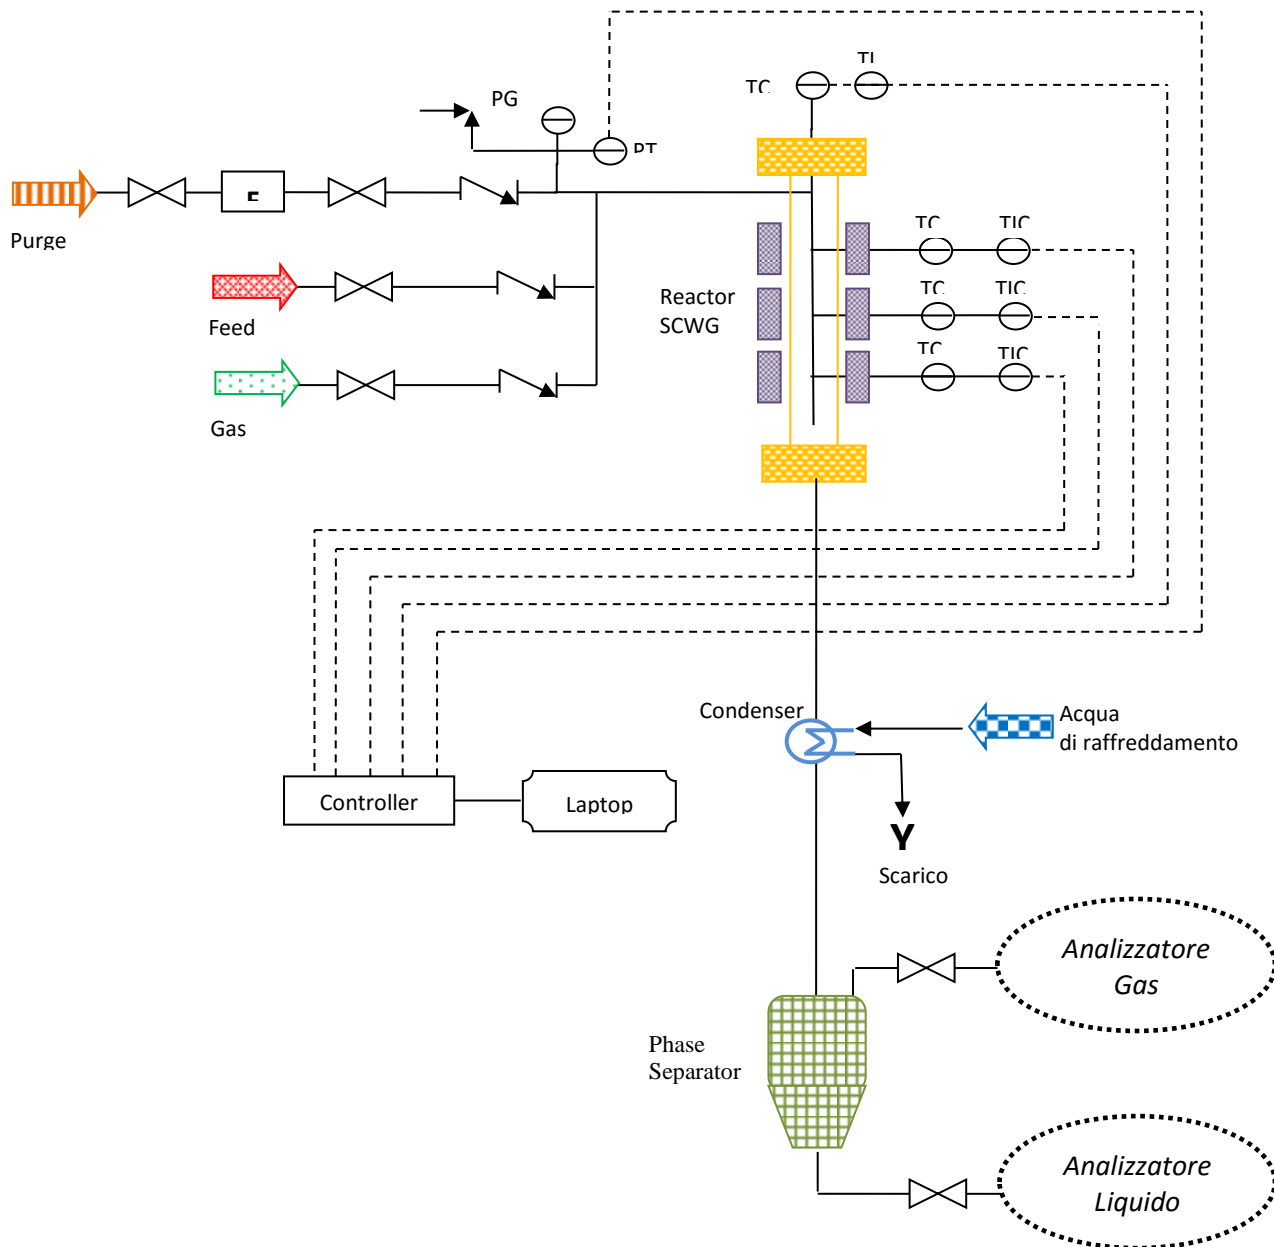 TI
TC
PG
PT
F
Purge
TC
TIC
Feed
Reactor
SCWG
TC
TIC
TC
TIC
Gas
Condenser
Acqua
di raffreddamento
Controller
Laptop
Y
Scarico
Analizzatore
Gas
Phase
Separator
Analizzatore
Liquido